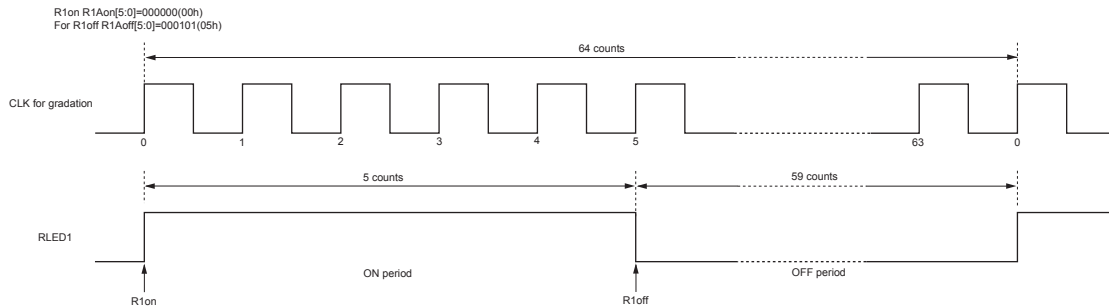 R1on R1Aon[5:0]=000000(00h)
For R1off R1Aoff[5:0]=000101(05h)
64 counts
CLK for gradation
0 1 2 3 4 5 63 0
5 counts 59 counts
RLED1
ON period OFF period
R1on R1off